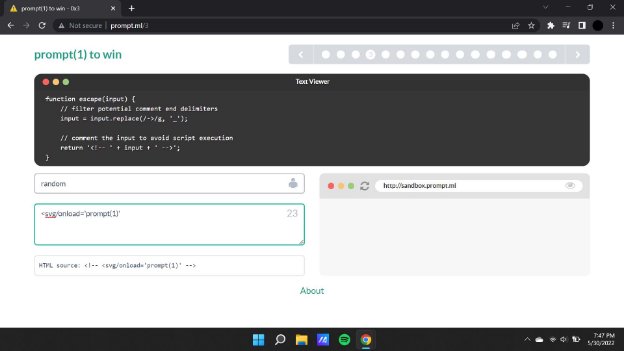 prompt(1) to win - 0x3
Not secure | prompt.ml/3
prompt(1) to win
Text Viewer
function escape(input) {
// filter potential comment end delimiters
input = input.replace(/->/g, '_');
// comment the input to avoid script execution
return '<!-- ' + input + ' -->';
}
random
<svg/onload='prompt(1)'
23
HTML source: <!-- <svg/onload='prompt(1)' -->
http://sandbox.prompt.ml
About
7:47 PM
5/30/2022